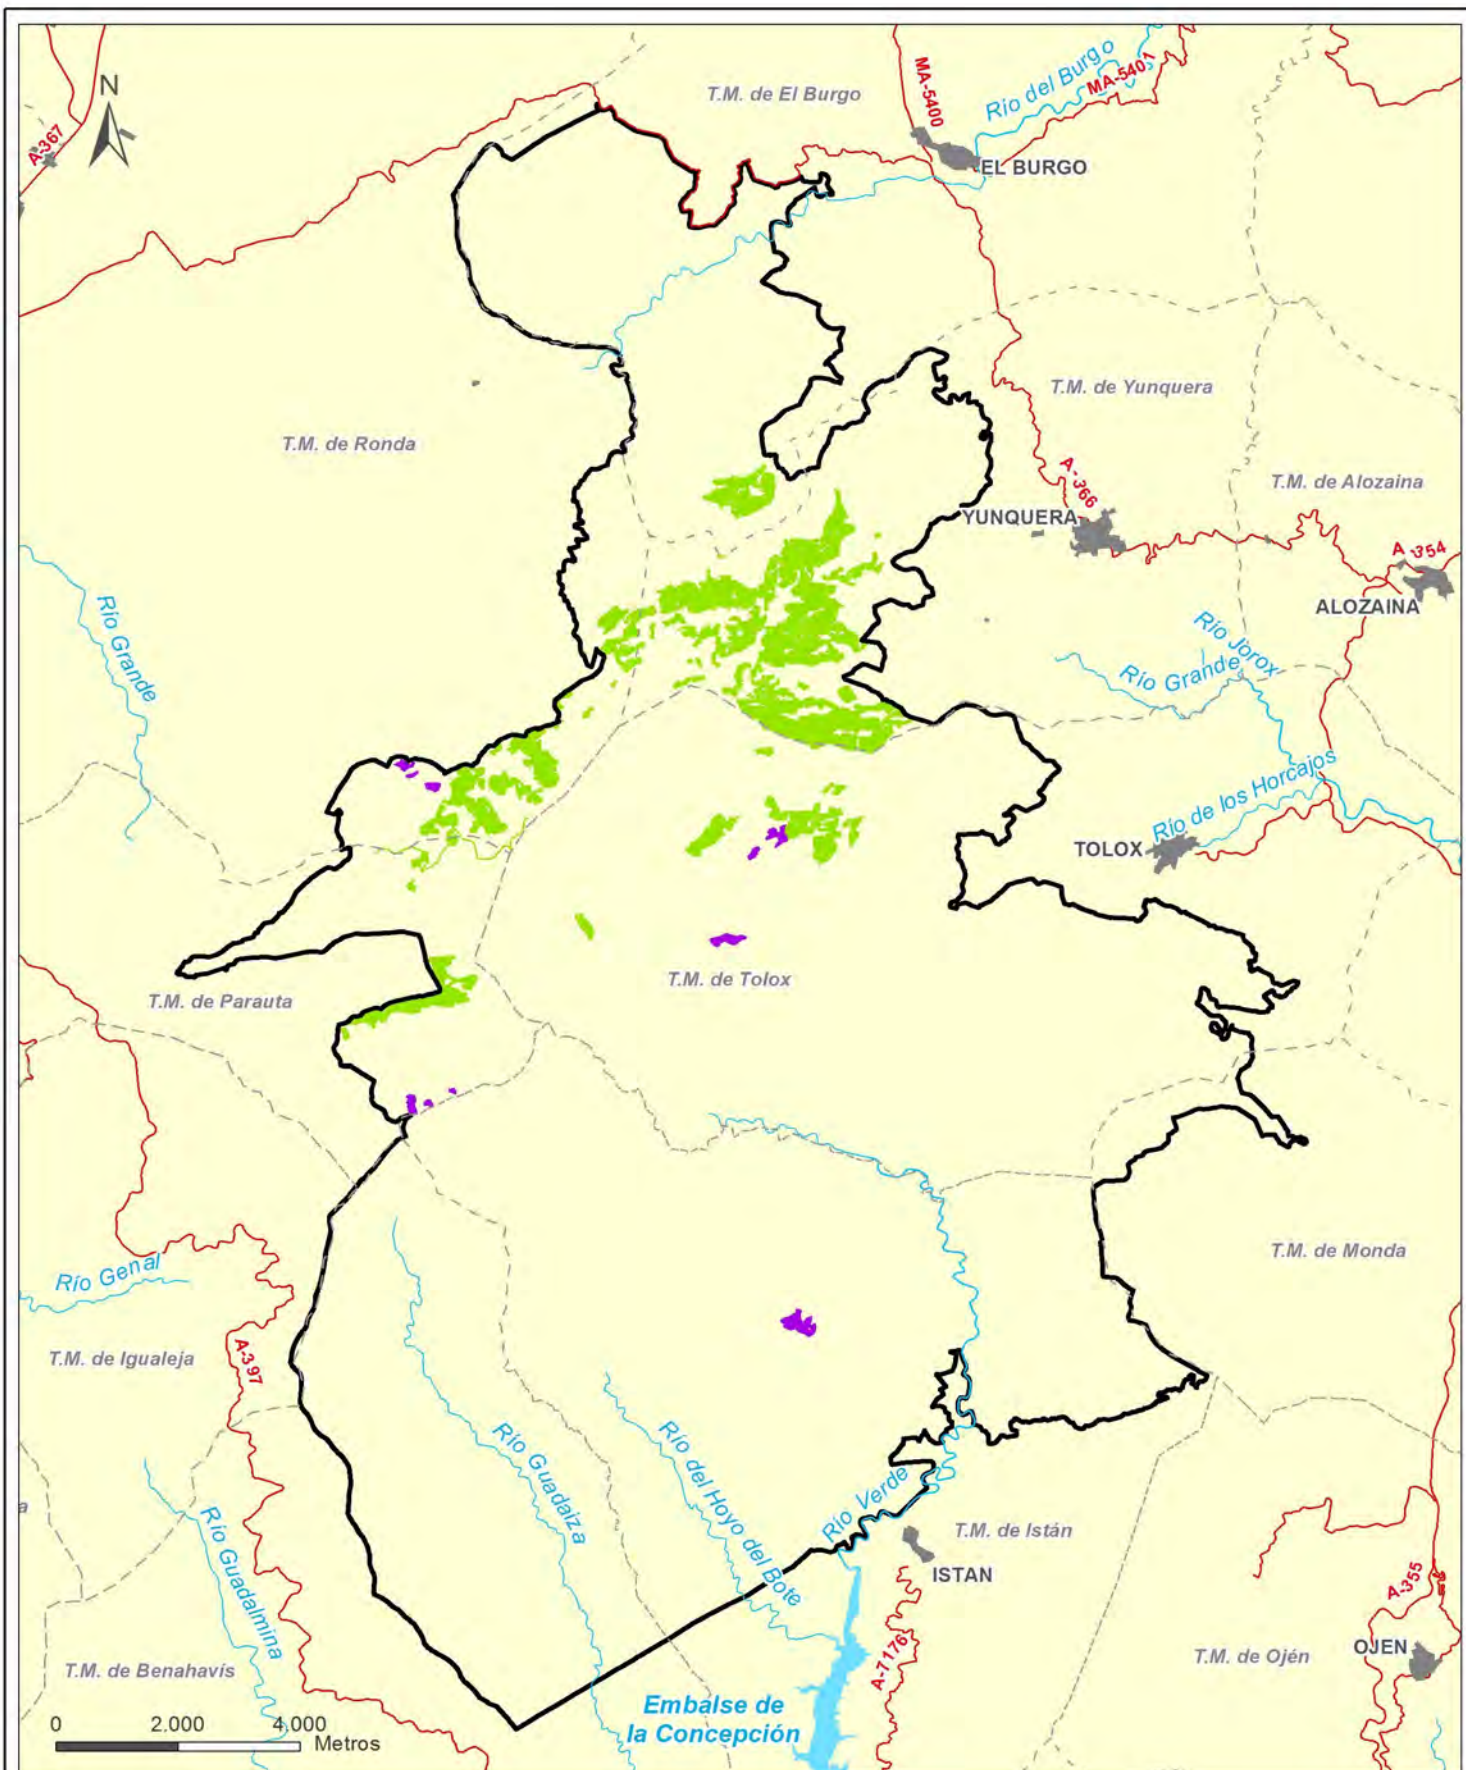 N
T.M. de El Burgo
MA-5400
Río del Burgo
MA-5401
A-367
EL BURGO
T.M. de Yunquera
T.M. de Ronda
A-366
T.M. de Alozaina
YUNQUERA
A-354
ALOZAINA
Río Grande
Río Jorox
Río Grande
Río de los Horcajos
TOLOX
T.M. de Tolox
T.M. de Parauta
T.M. de Monda
Río Genal
T.M. de Igualeja
A-397
Río Guadaiza
Río del Hoyo del Bote
Río Verde
Río Guadalmina
T.M. de Istán
ISTAN
A-355
A-7176
OJEN
T.M. de Ojén
T.M. de Benahavís
Embalse de
la Concepción
0 2.000 4.000
Metros